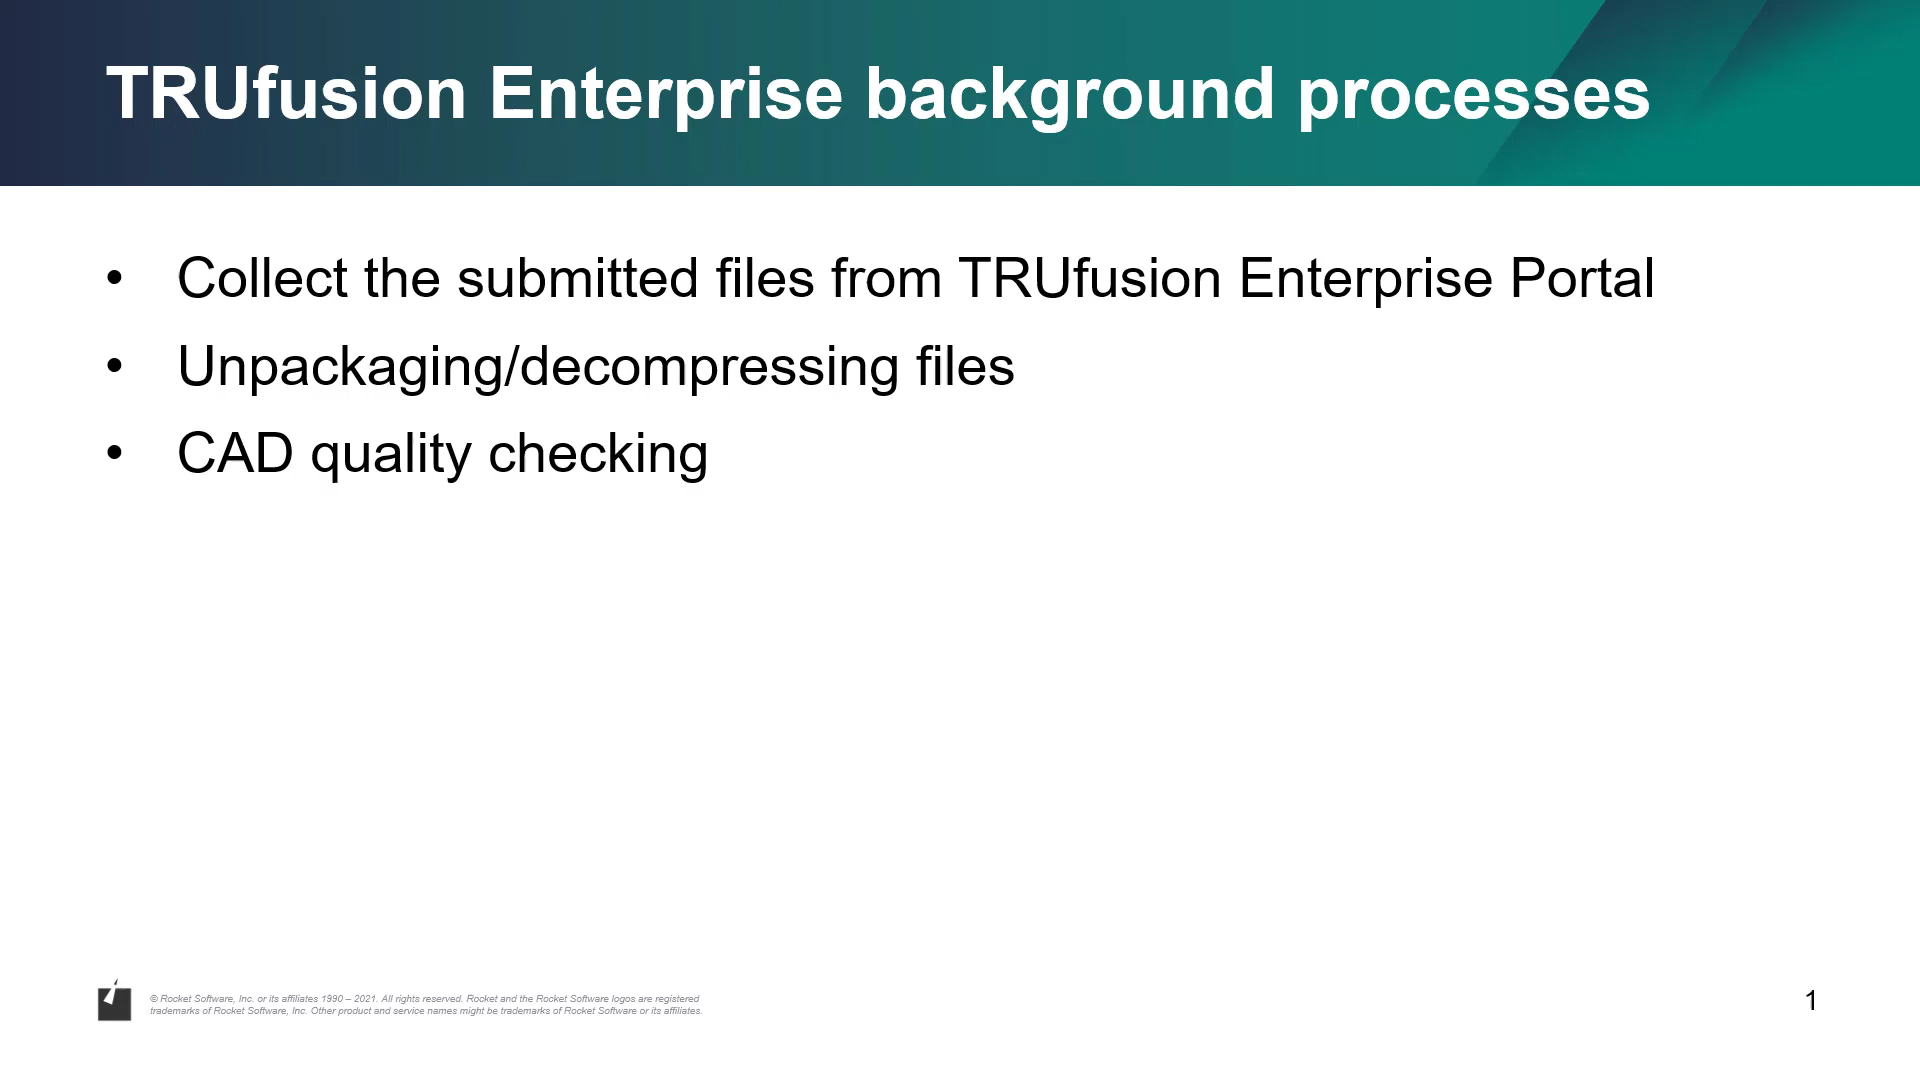 TRUfusion Enterprise background processes
• Collect the submitted files from TRUfusion Enterprise Portal
• Unpackaging/decompressing files
• CAD quality checking
© Rocket Software, Inc. or its affiliates 1990 – 2021. All rights reserved. Rocket and the Rocket Software logos are registered
trademarks of Rocket Software, Inc. Other product and service names might be trademarks of Rocket Software or its affiliates.
1